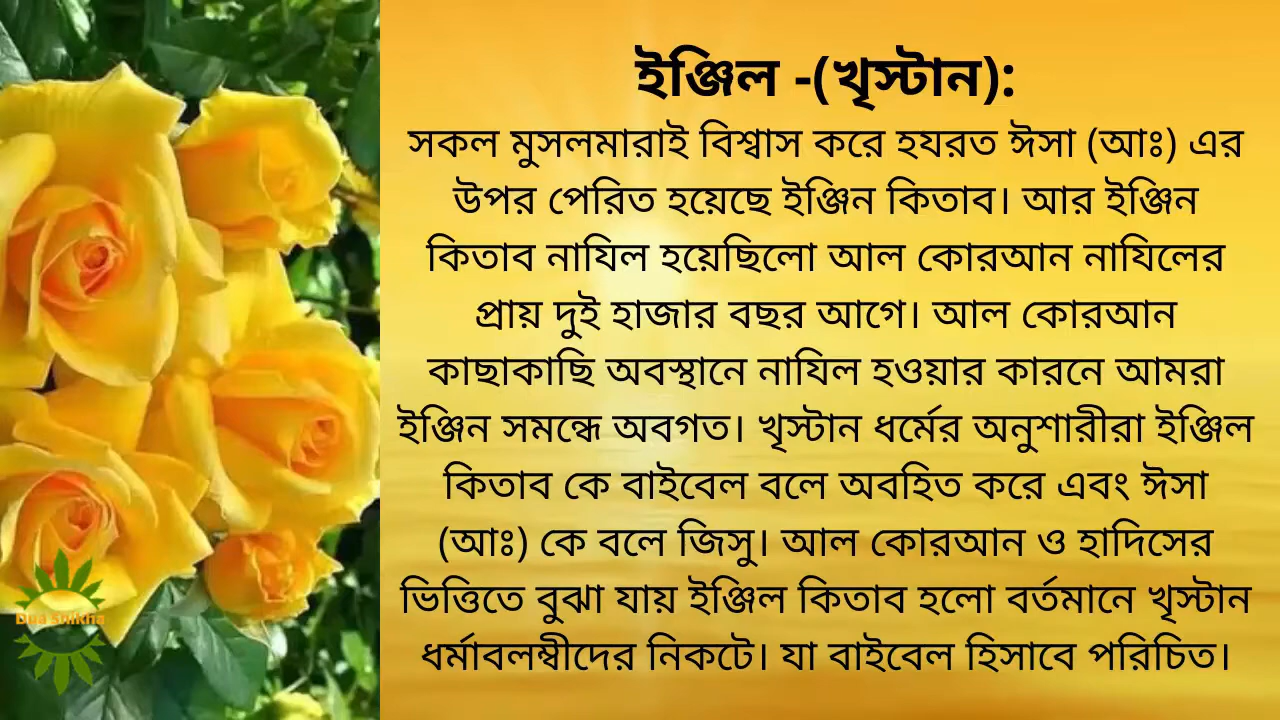 ইঞ্জিল -(খৃস্টান):
সকল মুসলমারাই বিশ্বাস করে হযরত ঈসা (আঃ) এর
উপর পেরিত হয়েছে ইঞ্জিন কিতাব। আর ইঞ্জিন
কিতাব নাযিল হয়েছিলো আল কোরআন নাযিলের
প্রায় দুই হাজার বছর আগে। আল কোরআন
কাছাকাছি অবস্থানে নাযিল হওয়ার কারনে আমরা
ইঞ্জিন সমন্ধে অবগত। খৃস্টান ধর্মের অনুশারীরা ইঞ্জিল
কিতাব কে বাইবেল বলে অবহিত করে এবং ঈসা
(আঃ) কে বলে জিসু। আল কোরআন ও হাদিসের
ভিত্তিতে বুঝা যায় ইঞ্জিল কিতাব হলো বর্তমানে খৃস্টান
ধর্মাবলম্বীদের নিকটে। যা বাইবেল হিসাবে পরিচিত।
Dua shikha